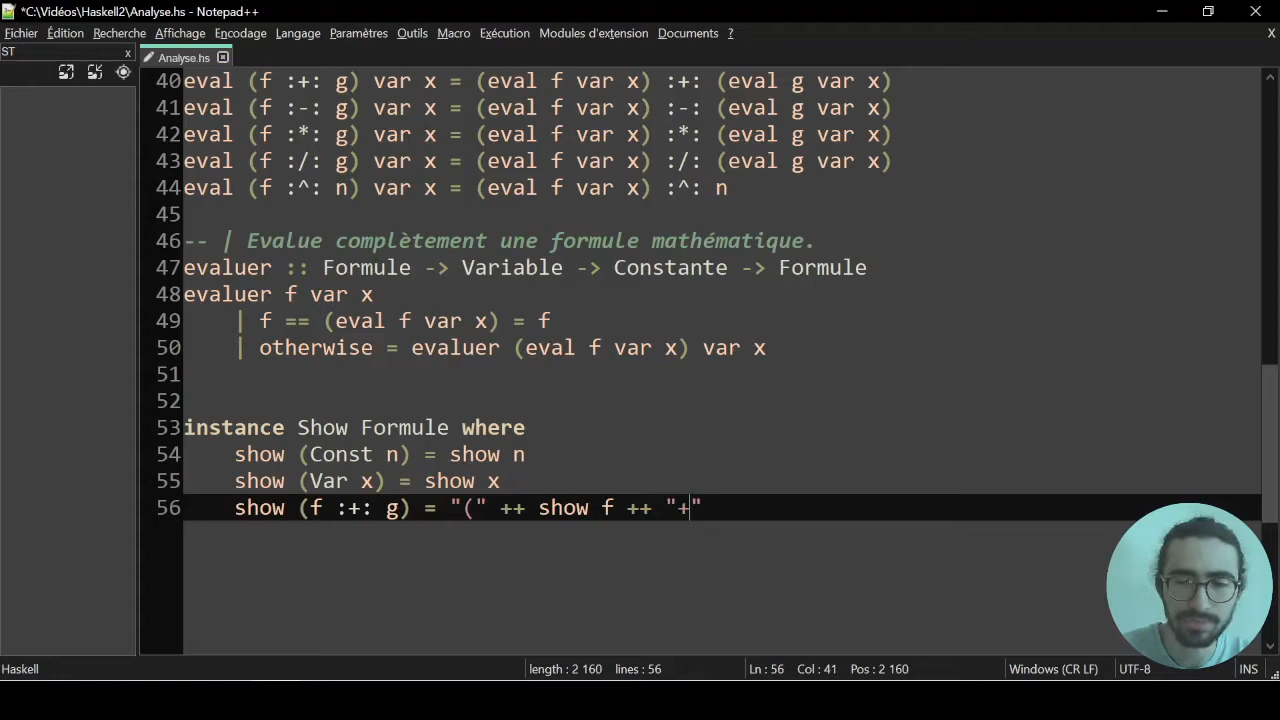 *C:\Vidéos\Haskell2\Analyse.hs - Notepad++
Fichier Édition Recherche Affichage Encodage Langage Paramètres Outils Macro Exécution Modules d'extension Documents ? X
ST x
Analyse.hs
40 eval (f :+: g) var x = (eval f var x) :+: (eval g var x)
41 eval (f :-: g) var x = (eval f var x) :-: (eval g var x)
42 eval (f :*: g) var x = (eval f var x) :*: (eval g var x)
43 eval (f :/: g) var x = (eval f var x) :/: (eval g var x)
44 eval (f :^: n) var x = (eval f var x) :^: n
45
46 -- | Evalue complètement une formule mathématique.
47 evaluer :: Formule -> Variable -> Constante -> Formule
48 evaluer f var x
49     | f == (eval f var x) = f
50     | otherwise = evaluer (eval f var x) var x
51
52
53 instance Show Formule where
54     show (Const n) = show n
55     show (Var x) = show x
56     show (f :+: g) = "(" ++ show f ++ "+"
Haskell length : 2 160 lines : 56 Ln : 56 Col : 41 Pos : 2 160 Windows (CR LF) UTF-8 INS